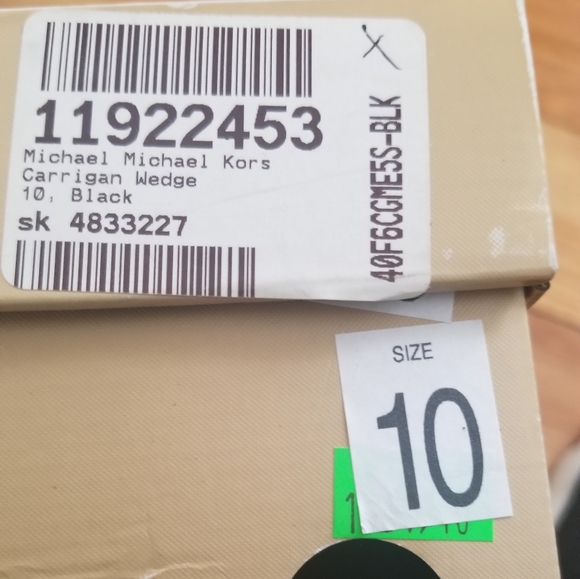 11922453
Michael Michael Kors
Carrigan Wedge
10, Black
sk 4833227
X
40F6CGME5S-BLK
SIZE
10